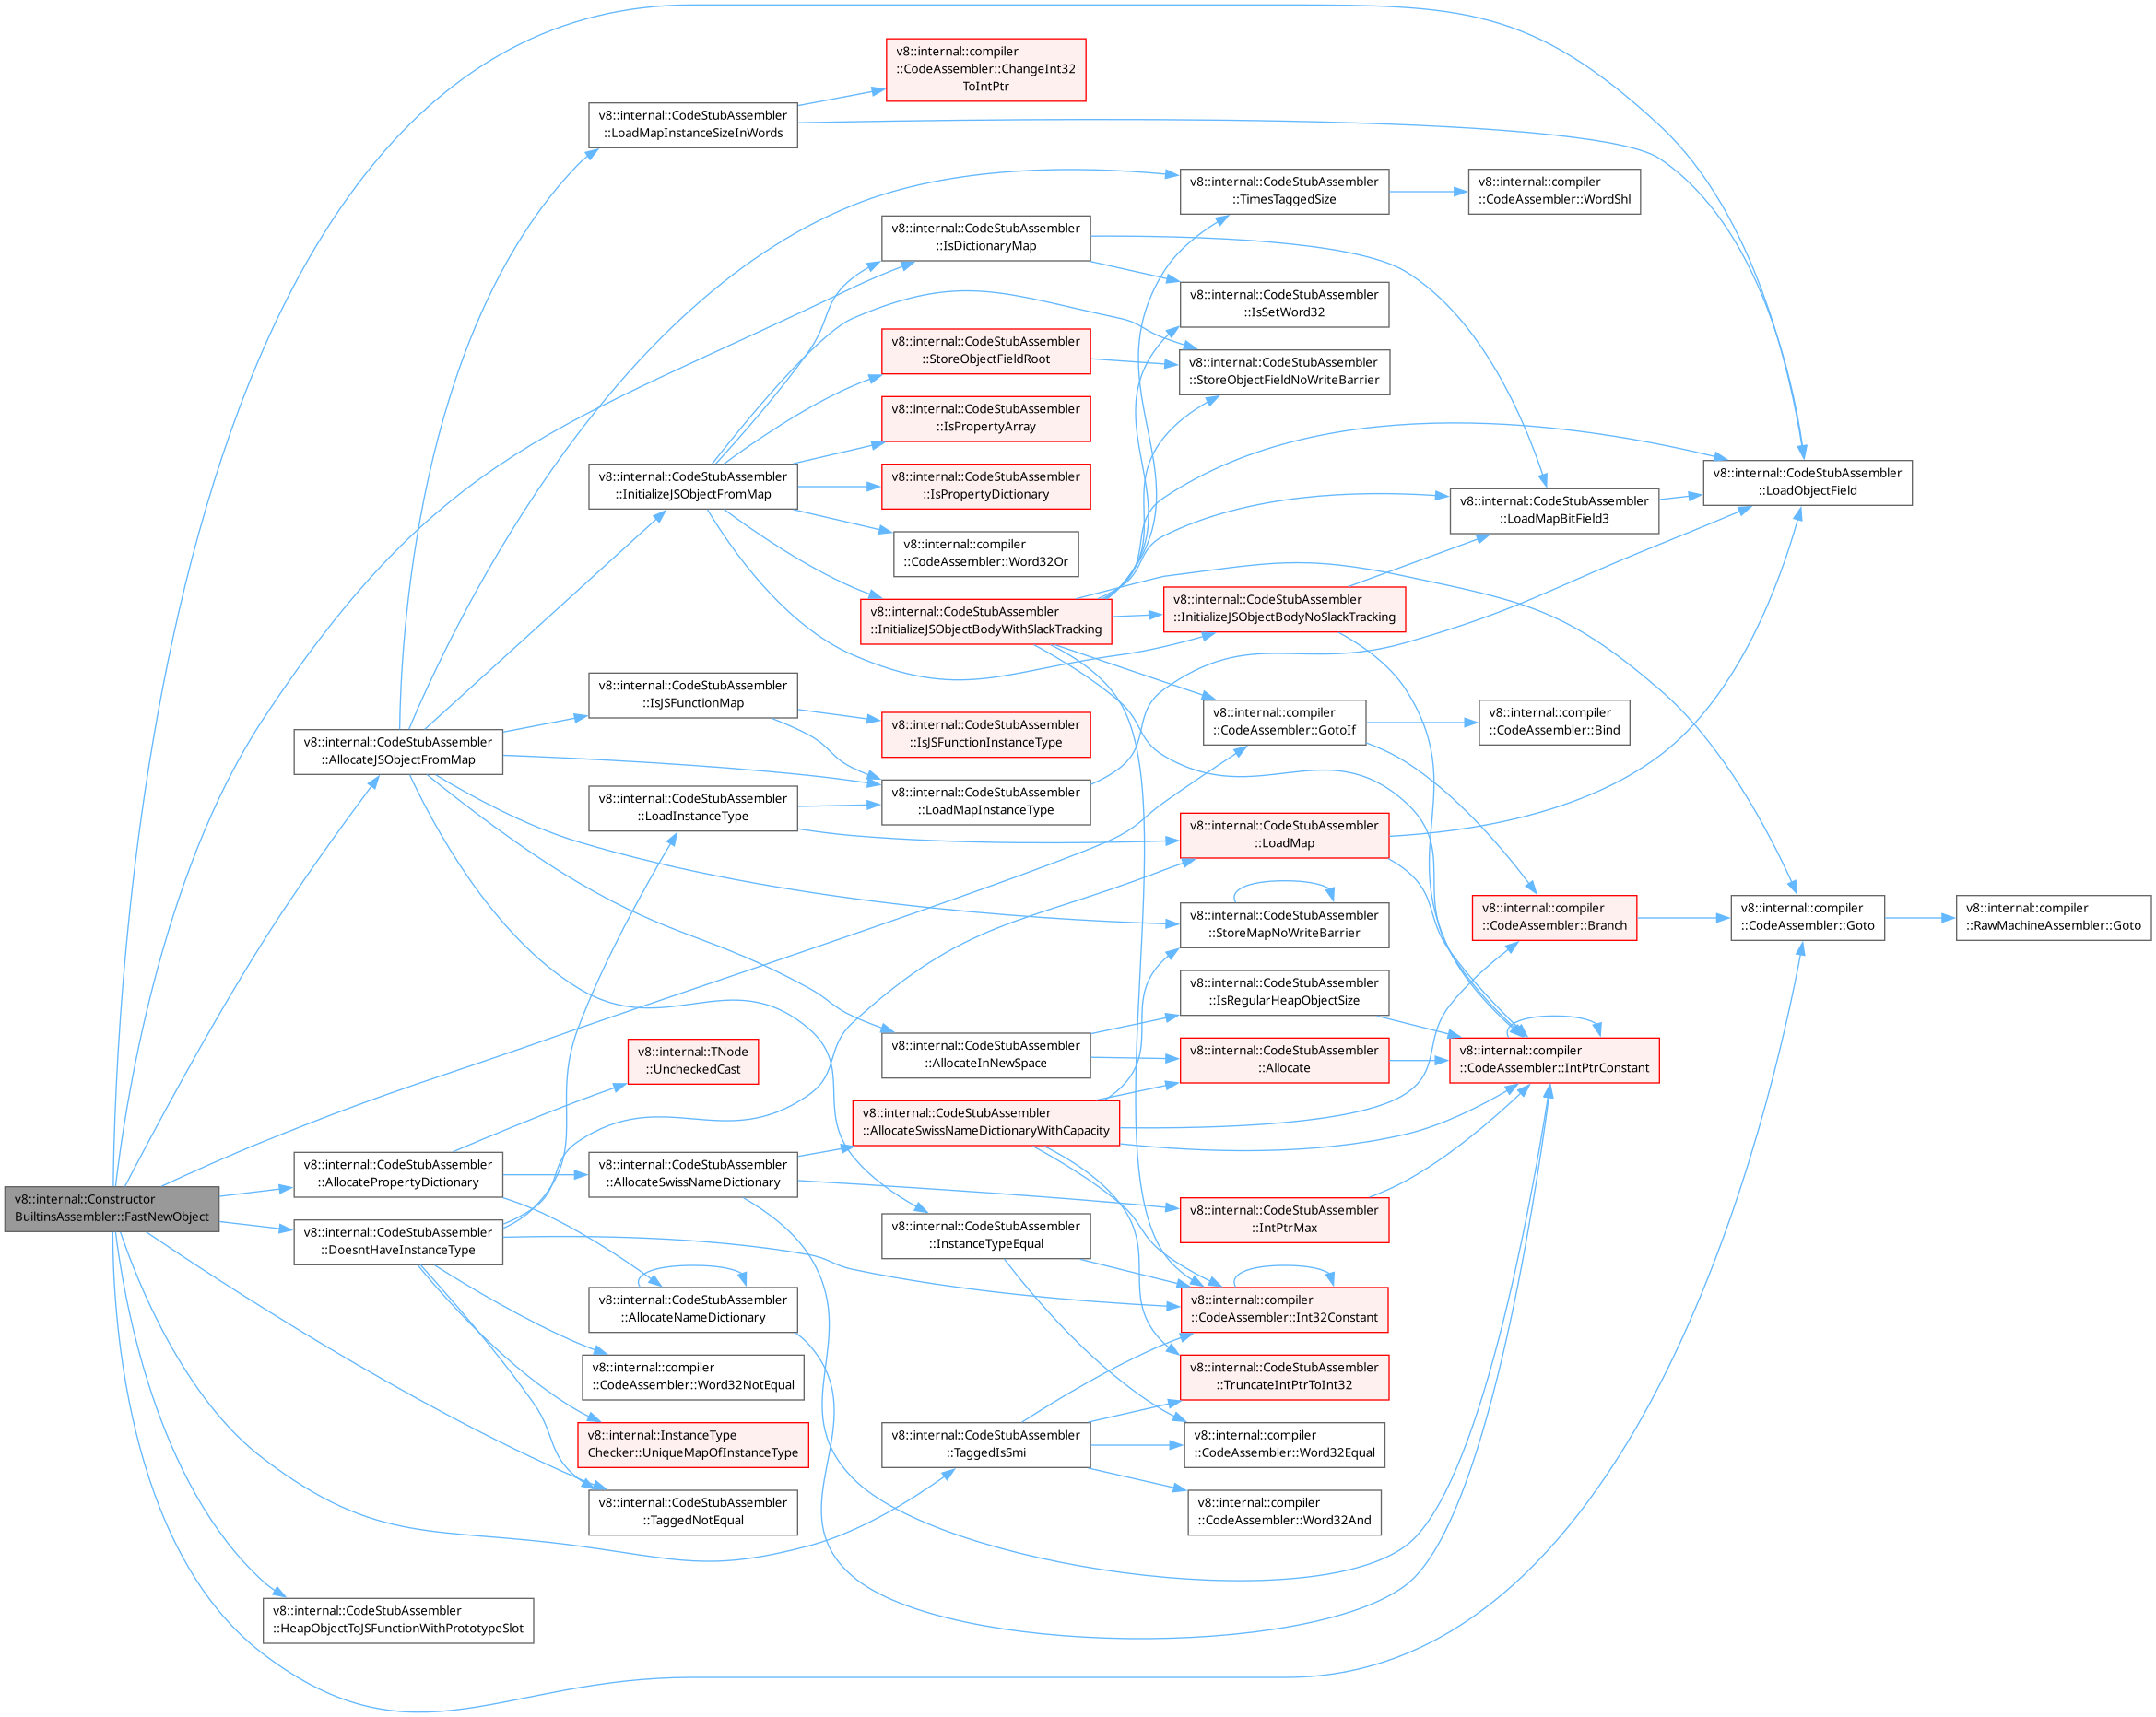 v8::internal::Constructor
BuiltinsAssembler::FastNewObject
v8::internal::CodeStubAssembler
::AllocateJSObjectFromMap
v8::internal::CodeStubAssembler
::AllocatePropertyDictionary
v8::internal::CodeStubAssembler
::DoesntHaveInstanceType
v8::internal::CodeStubAssembler
::HeapObjectToJSFunctionWithPrototypeSlot
v8::internal::CodeStubAssembler
::LoadMapInstanceSizeInWords
v8::internal::CodeStubAssembler
::InitializeJSObjectFromMap
v8::internal::CodeStubAssembler
::IsJSFunctionMap
v8::internal::CodeStubAssembler
::LoadInstanceType
v8::internal::TNode
::UncheckedCast
v8::internal::CodeStubAssembler
::AllocateSwissNameDictionary
v8::internal::CodeStubAssembler
::AllocateNameDictionary
v8::internal::compiler
::CodeAssembler::Word32NotEqual
v8::internal::InstanceType
Checker::UniqueMapOfInstanceType
v8::internal::CodeStubAssembler
::TaggedNotEqual
v8::internal::compiler
::CodeAssembler::ChangeInt32
ToIntPtr
v8::internal::CodeStubAssembler
::IsDictionaryMap
v8::internal::CodeStubAssembler
::StoreObjectFieldRoot
v8::internal::CodeStubAssembler
::IsPropertyArray
v8::internal::CodeStubAssembler
::IsPropertyDictionary
v8::internal::compiler
::CodeAssembler::Word32Or
v8::internal::CodeStubAssembler
::InitializeJSObjectBodyWithSlackTracking
v8::internal::CodeStubAssembler
::IsJSFunctionInstanceType
v8::internal::CodeStubAssembler
::LoadMapInstanceType
v8::internal::CodeStubAssembler
::AllocateInNewSpace
v8::internal::CodeStubAssembler
::AllocateSwissNameDictionaryWithCapacity
v8::internal::CodeStubAssembler
::InstanceTypeEqual
v8::internal::CodeStubAssembler
::TaggedIsSmi
v8::internal::CodeStubAssembler
::TimesTaggedSize
v8::internal::CodeStubAssembler
::IsSetWord32
v8::internal::CodeStubAssembler
::StoreObjectFieldNoWriteBarrier
v8::internal::CodeStubAssembler
::InitializeJSObjectBodyNoSlackTracking
v8::internal::compiler
::CodeAssembler::GotoIf
v8::internal::CodeStubAssembler
::LoadMap
v8::internal::CodeStubAssembler
::StoreMapNoWriteBarrier
v8::internal::CodeStubAssembler
::IsRegularHeapObjectSize
v8::internal::CodeStubAssembler
::Allocate
v8::internal::CodeStubAssembler
::IntPtrMax
v8::internal::compiler
::CodeAssembler::Int32Constant
v8::internal::CodeStubAssembler
::TruncateIntPtrToInt32
v8::internal::compiler
::CodeAssembler::Word32Equal
v8::internal::compiler
::CodeAssembler::Word32And
v8::internal::compiler
::CodeAssembler::WordShl
v8::internal::CodeStubAssembler
::LoadMapBitField3
v8::internal::compiler
::CodeAssembler::Bind
v8::internal::compiler
::CodeAssembler::Branch
v8::internal::compiler
::CodeAssembler::IntPtrConstant
v8::internal::CodeStubAssembler
::LoadObjectField
v8::internal::compiler
::CodeAssembler::Goto
v8::internal::compiler
::RawMachineAssembler::Goto